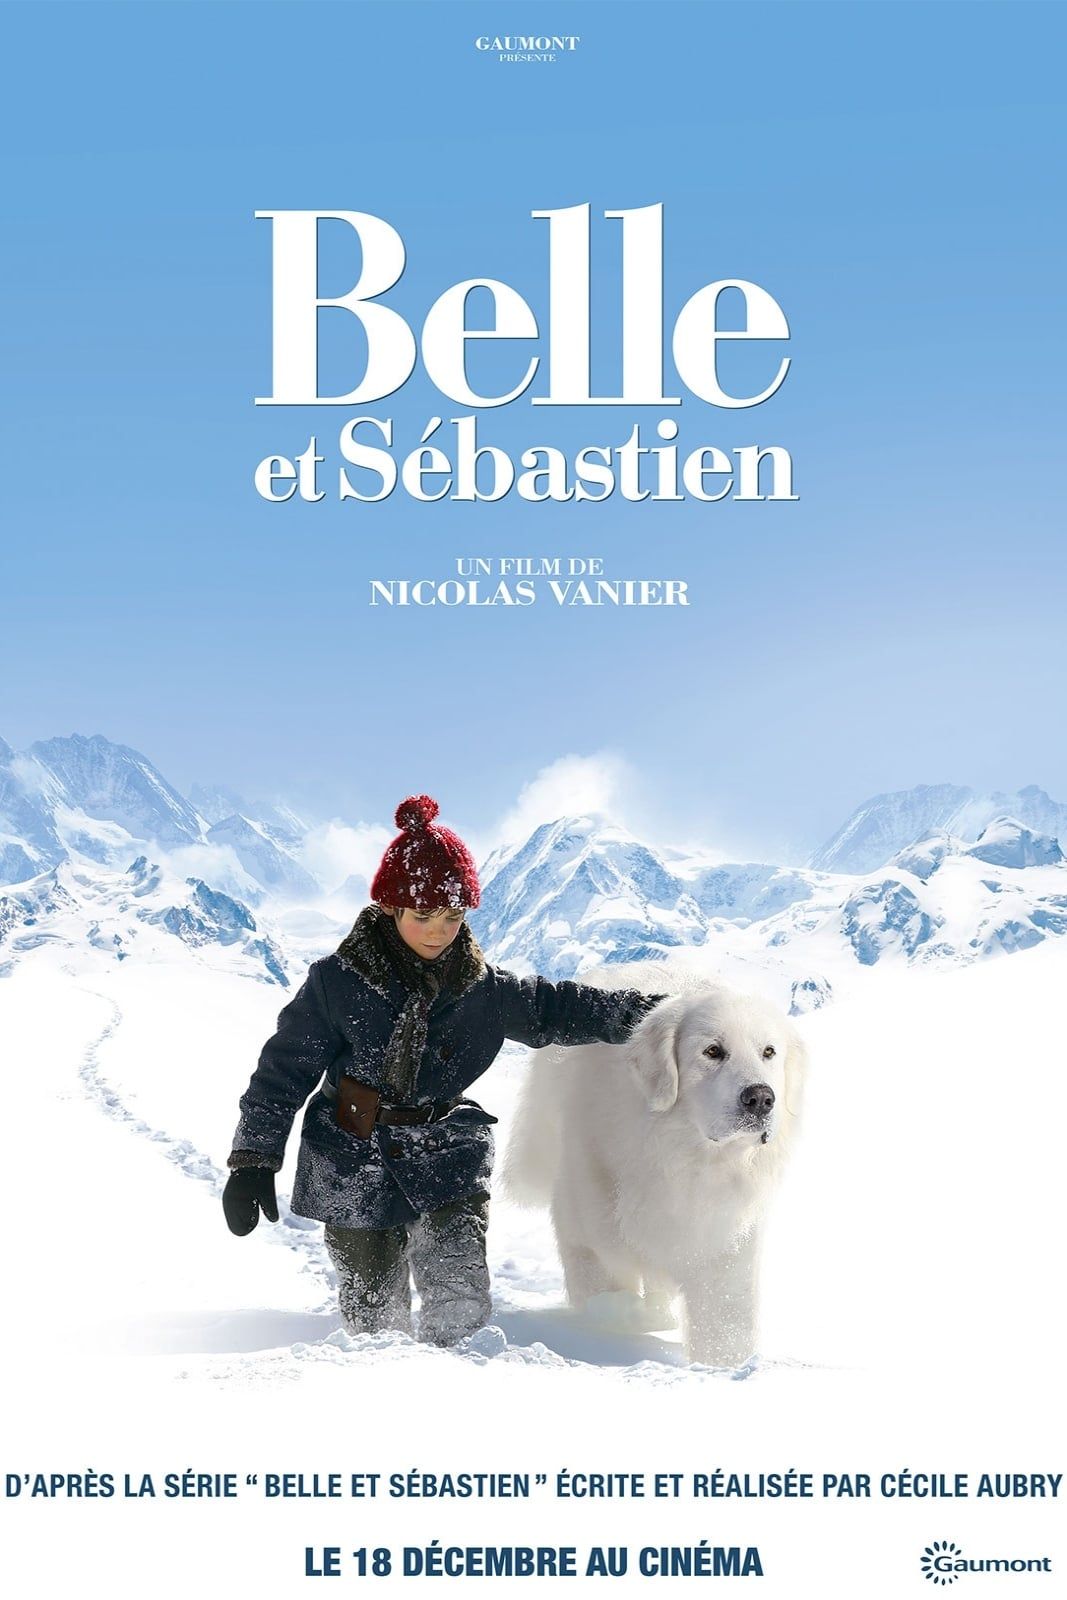 GAUMONT
PRÉSENTE
Belle
et Sébastien
UN FILM DE
NICOLAS VANIER
D'APRÈS LA SÉRIE “ BELLE ET SÉBASTIEN ” ÉCRITE ET RÉALISÉE PAR CÉCILE AUBRY
LE 18 DÉCEMBRE AU CINÉMA
Gaumont